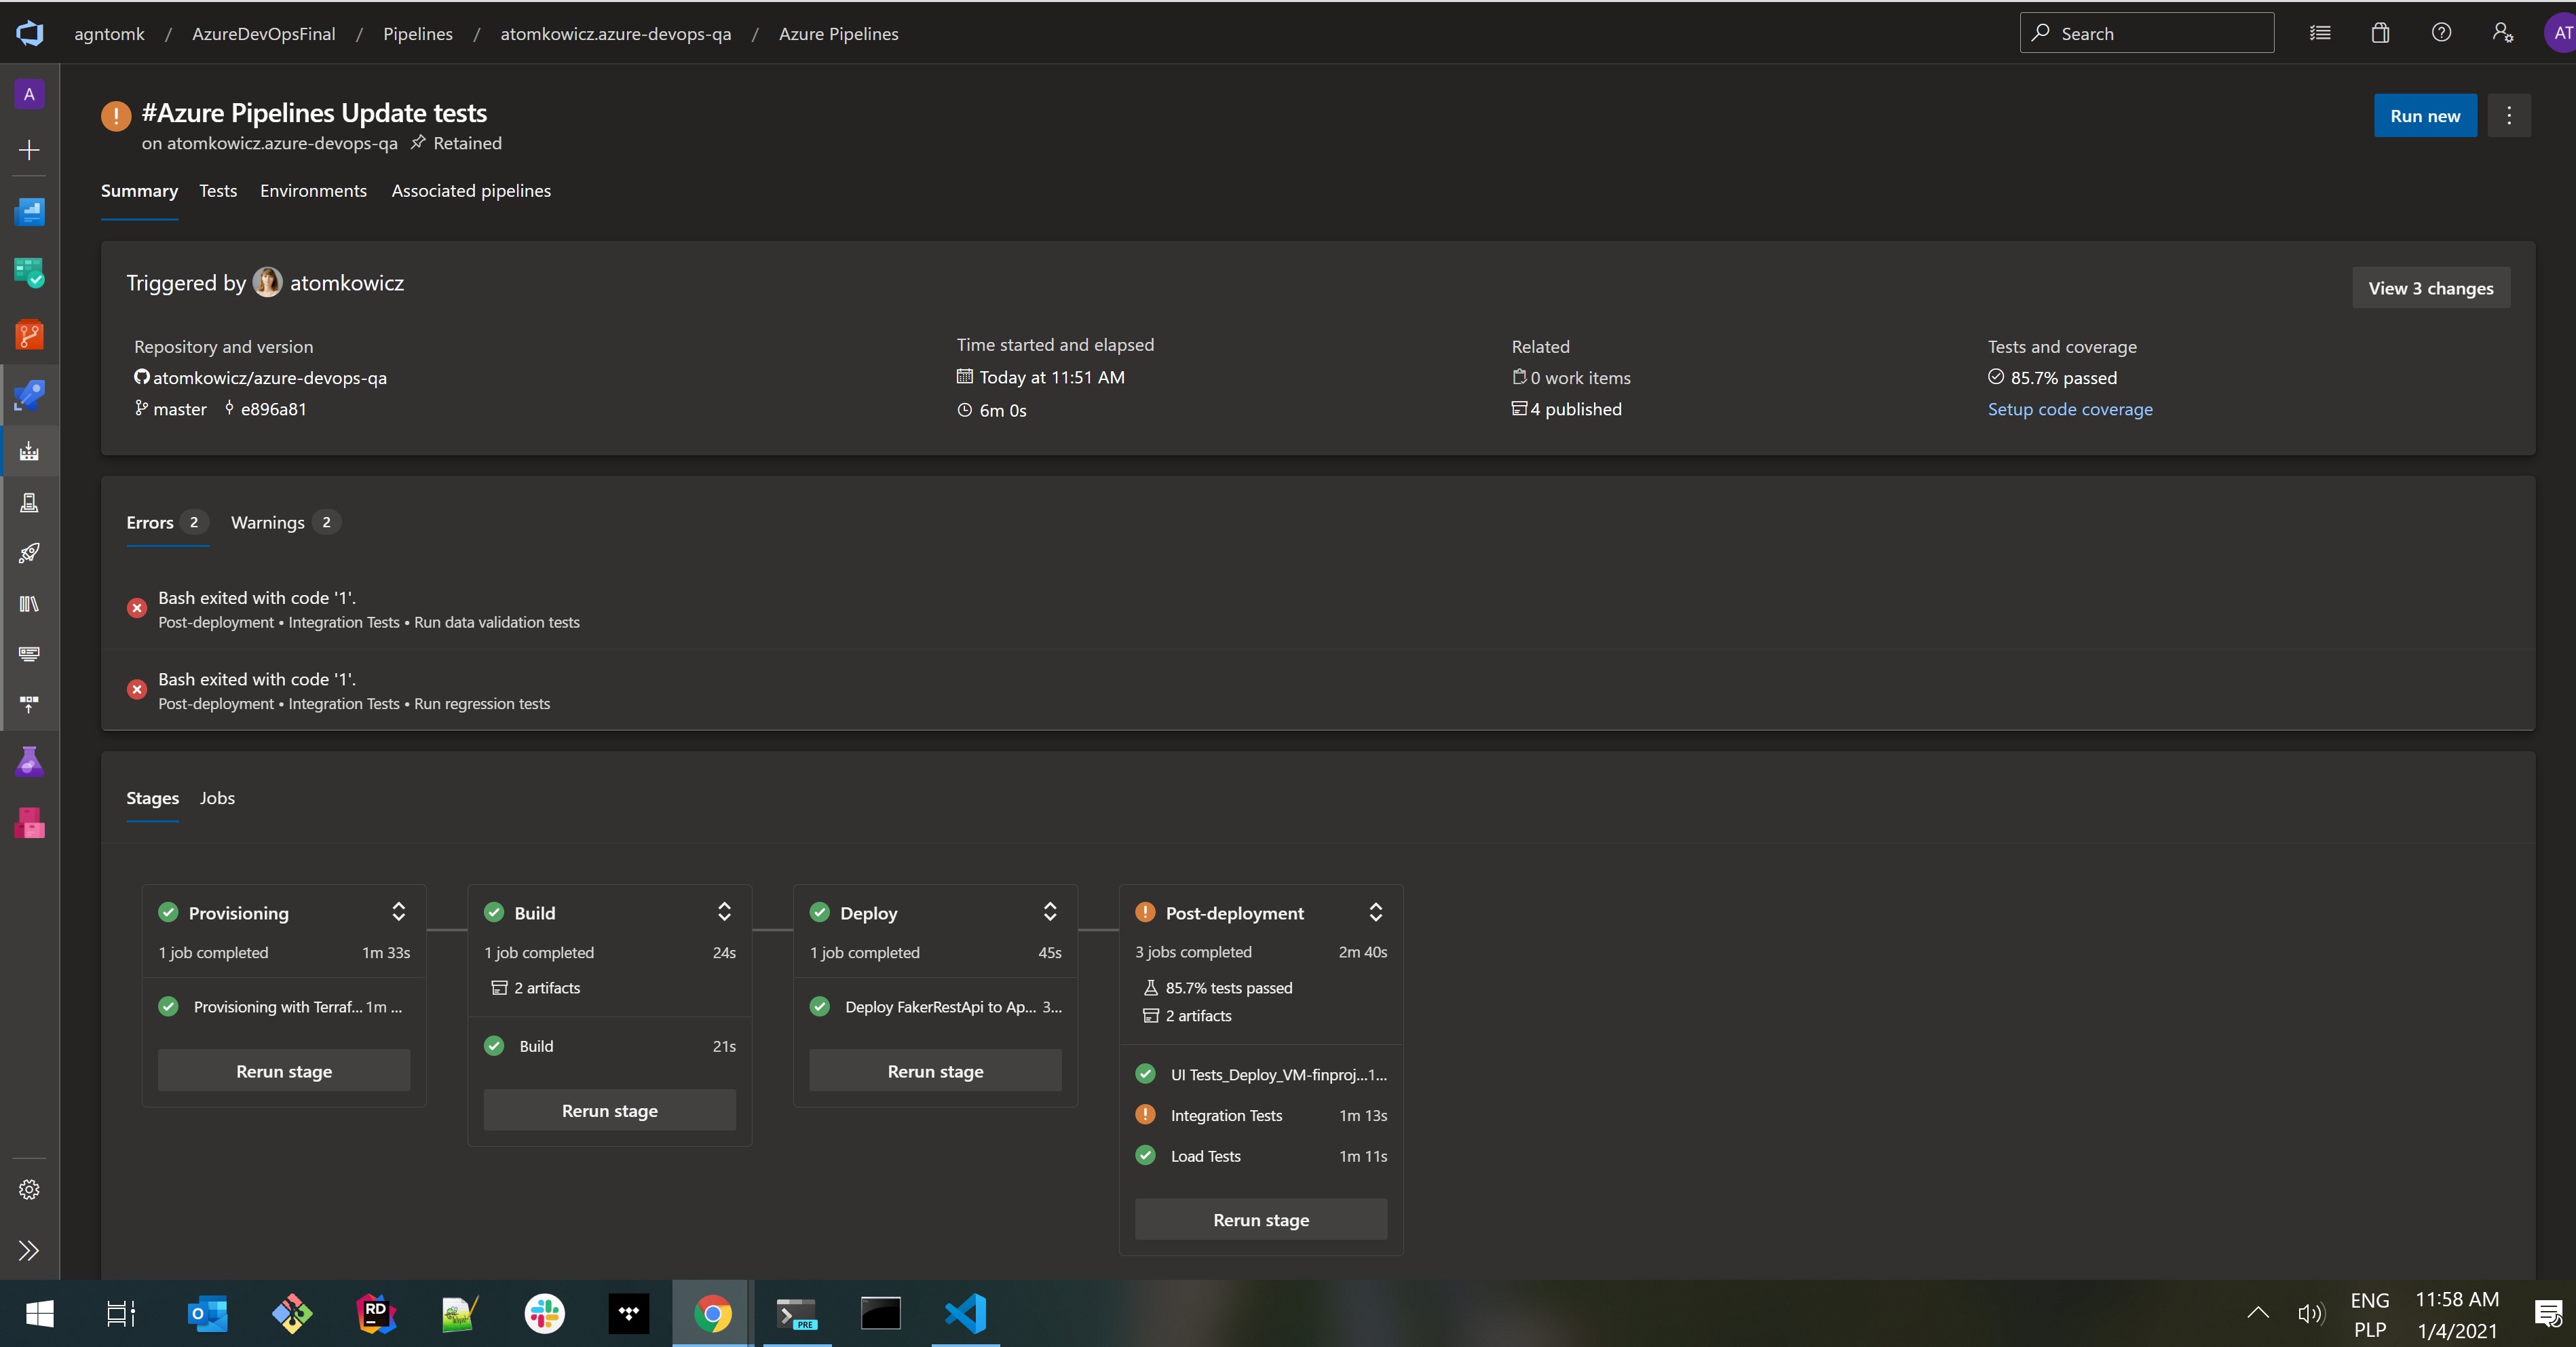 agntomk / AzureDevOpsFinal / Pipelines / atomkowicz.azure-devops-qa / Azure Pipelines
Search
AT
A
#Azure Pipelines Update tests
on atomkowicz.azure-devops-qa Retained
Run new
Summary Tests Environments Associated pipelines
Triggered by atomkowicz
View 3 changes
Repository and version
atomkowicz/azure-devops-qa
master e896a81
Time started and elapsed
Today at 11:51 AM
6m 0s
Related
0 work items
4 published
Tests and coverage
85.7% passed
Setup code coverage
Errors 2 Warnings 2
Bash exited with code '1'.
Post-deployment • Integration Tests • Run data validation tests
Bash exited with code '1'.
Post-deployment • Integration Tests • Run regression tests
Stages Jobs
Provisioning
1 job completed 1m 33s
Provisioning with Terraf... 1m ...
Rerun stage
Build
1 job completed 24s
2 artifacts
Build 21s
Rerun stage
Deploy
1 job completed 45s
Deploy FakerRestApi to Ap... 3...
Rerun stage
Post-deployment
3 jobs completed 2m 40s
85.7% tests passed
2 artifacts
UI Tests_Deploy_VM-finproj...1...
Integration Tests 1m 13s
Load Tests 1m 11s
Rerun stage
RD
PRE
ENG
PLP
11:58 AM
1/4/2021